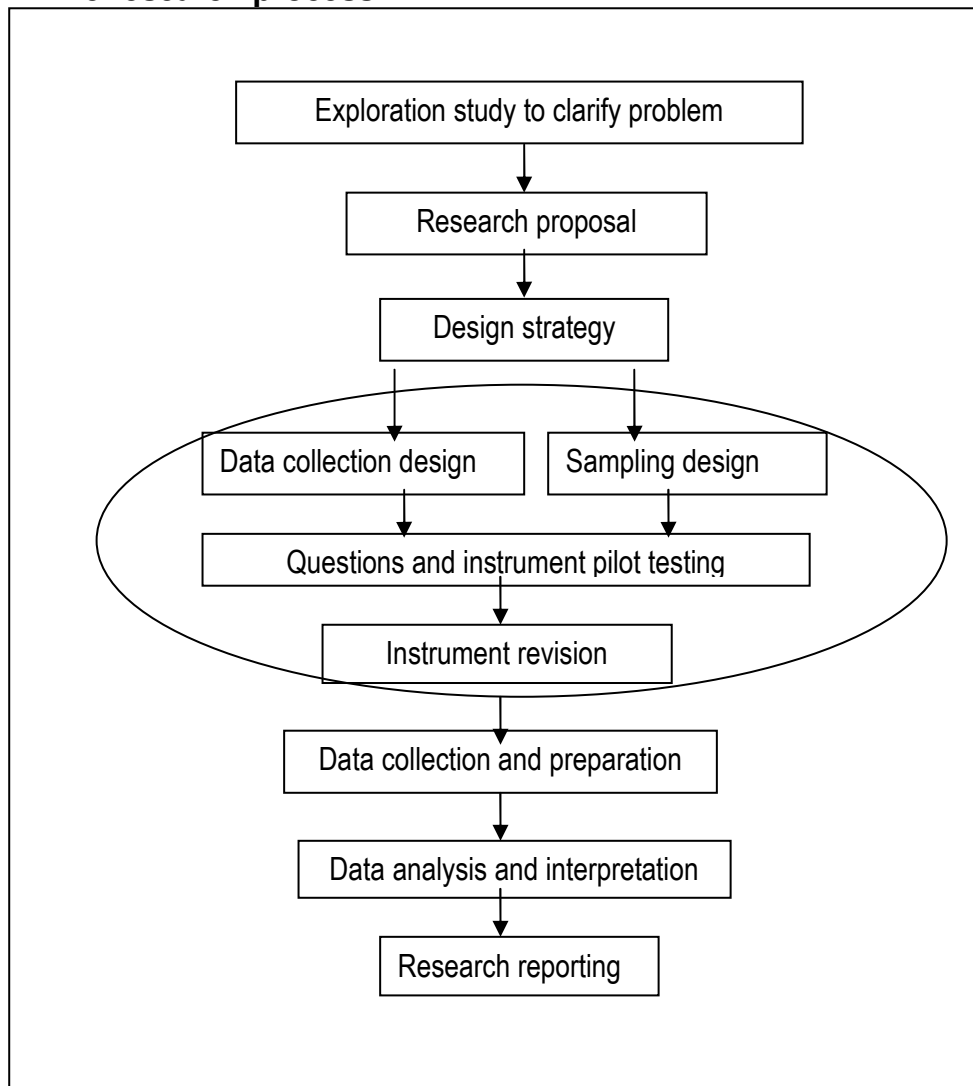 process
Exploration study to clarify problem
Research proposal
Design strategy
Data collection design
Sampling design
Questions and instrument pilot testing
Instrument revision
Data collection and preparation
Data analysis and interpretation
Research reporting